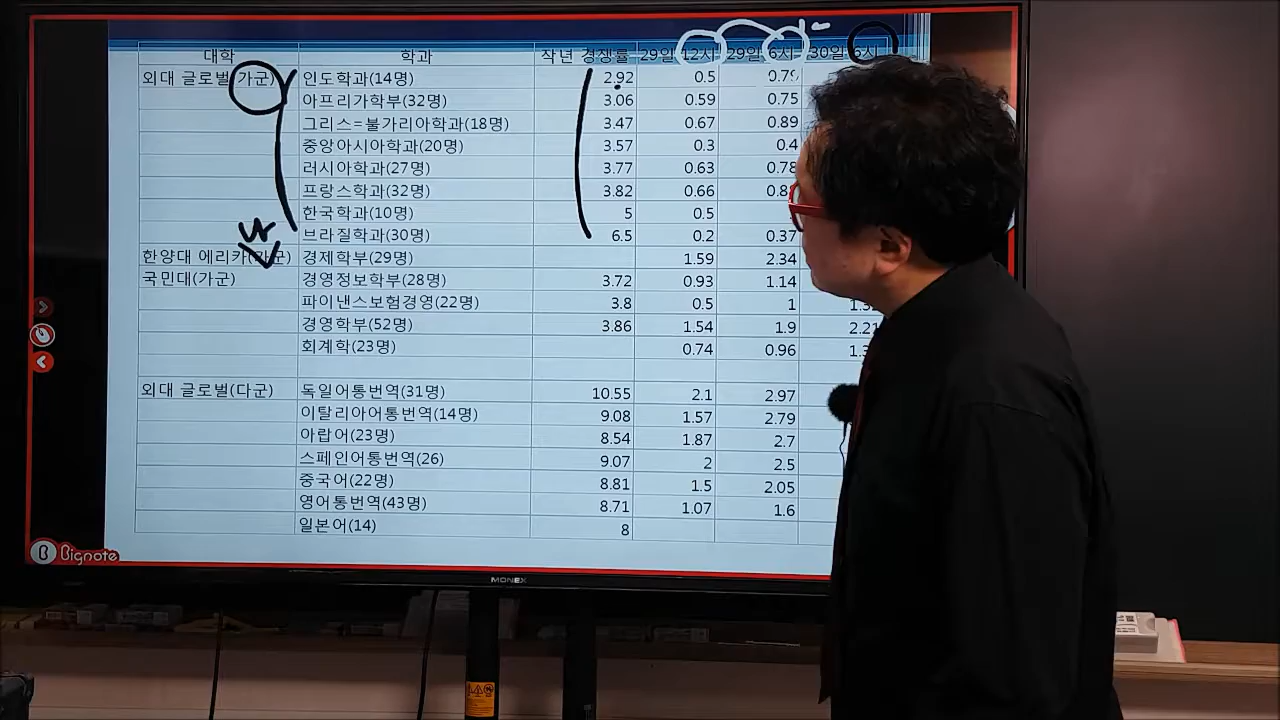 대학 학과 작년 경쟁률 29일 12시 29일 6시 30일 6시
외대 글로벌(가군) 인도학과(14명) 2.92 0.5 0.79
아프리가학부(32명) 3.06 0.59 0.75
그리스=불가리아학과(18명) 3.47 0.67 0.89
중앙아시아학과(20명) 3.57 0.3 0.4
러시아학과(27명) 3.77 0.63 0.78
프랑스학과(32명) 3.82 0.66
한국학과(10명) 5 0.5
브라질학과(30명) 6.5 0.2 0.37
나
한양대 에리카(가군) 경제학부(29명) 1.59 2.34
국민대(가군) 경영정보학부(28명) 3.72 0.93 1.14
파이낸스보험경영(22명) 3.8 0.5 1
경영학부(52명) 3.86 1.54 1.9 2.21
회계학(23명) 0.74 0.96
외대 글로벌(다군) 독일어통번역(31명) 10.55 2.1 2.97
이탈리아어통번역(14명) 9.08 1.57 2.79
아랍어(23명) 8.54 1.87 2.7
스페인어통번역(26) 9.07 2 2.5
중국어(22명) 8.81 1.5 2.05
영어통번역(43명) 8.71 1.07 1.6
일본어(14) 8
Bignote
MONEX